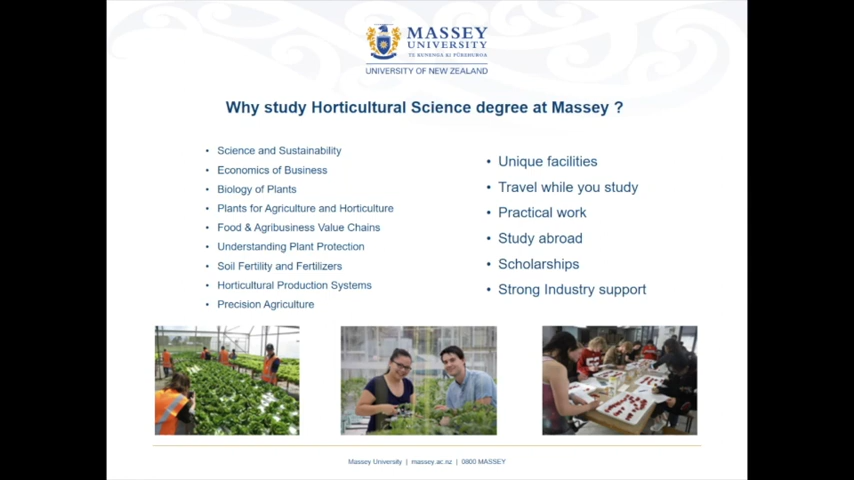 MASSEY
UNIVERSITY
TE KUNENGA KI PŪREHUROA
UNIVERSITY OF NEW ZEALAND
Why study Horticultural Science degree at Massey ?
• Science and Sustainability
• Economics of Business
• Biology of Plants
• Plants for Agriculture and Horticulture
• Food & Agribusiness Value Chains
• Understanding Plant Protection
• Soil Fertility and Fertilizers
• Horticultural Production Systems
• Precision Agriculture
• Unique facilities
• Travel while you study
• Practical work
• Study abroad
• Scholarships
• Strong Industry support
Massey University | massey.ac.nz | 0800 MASSEY